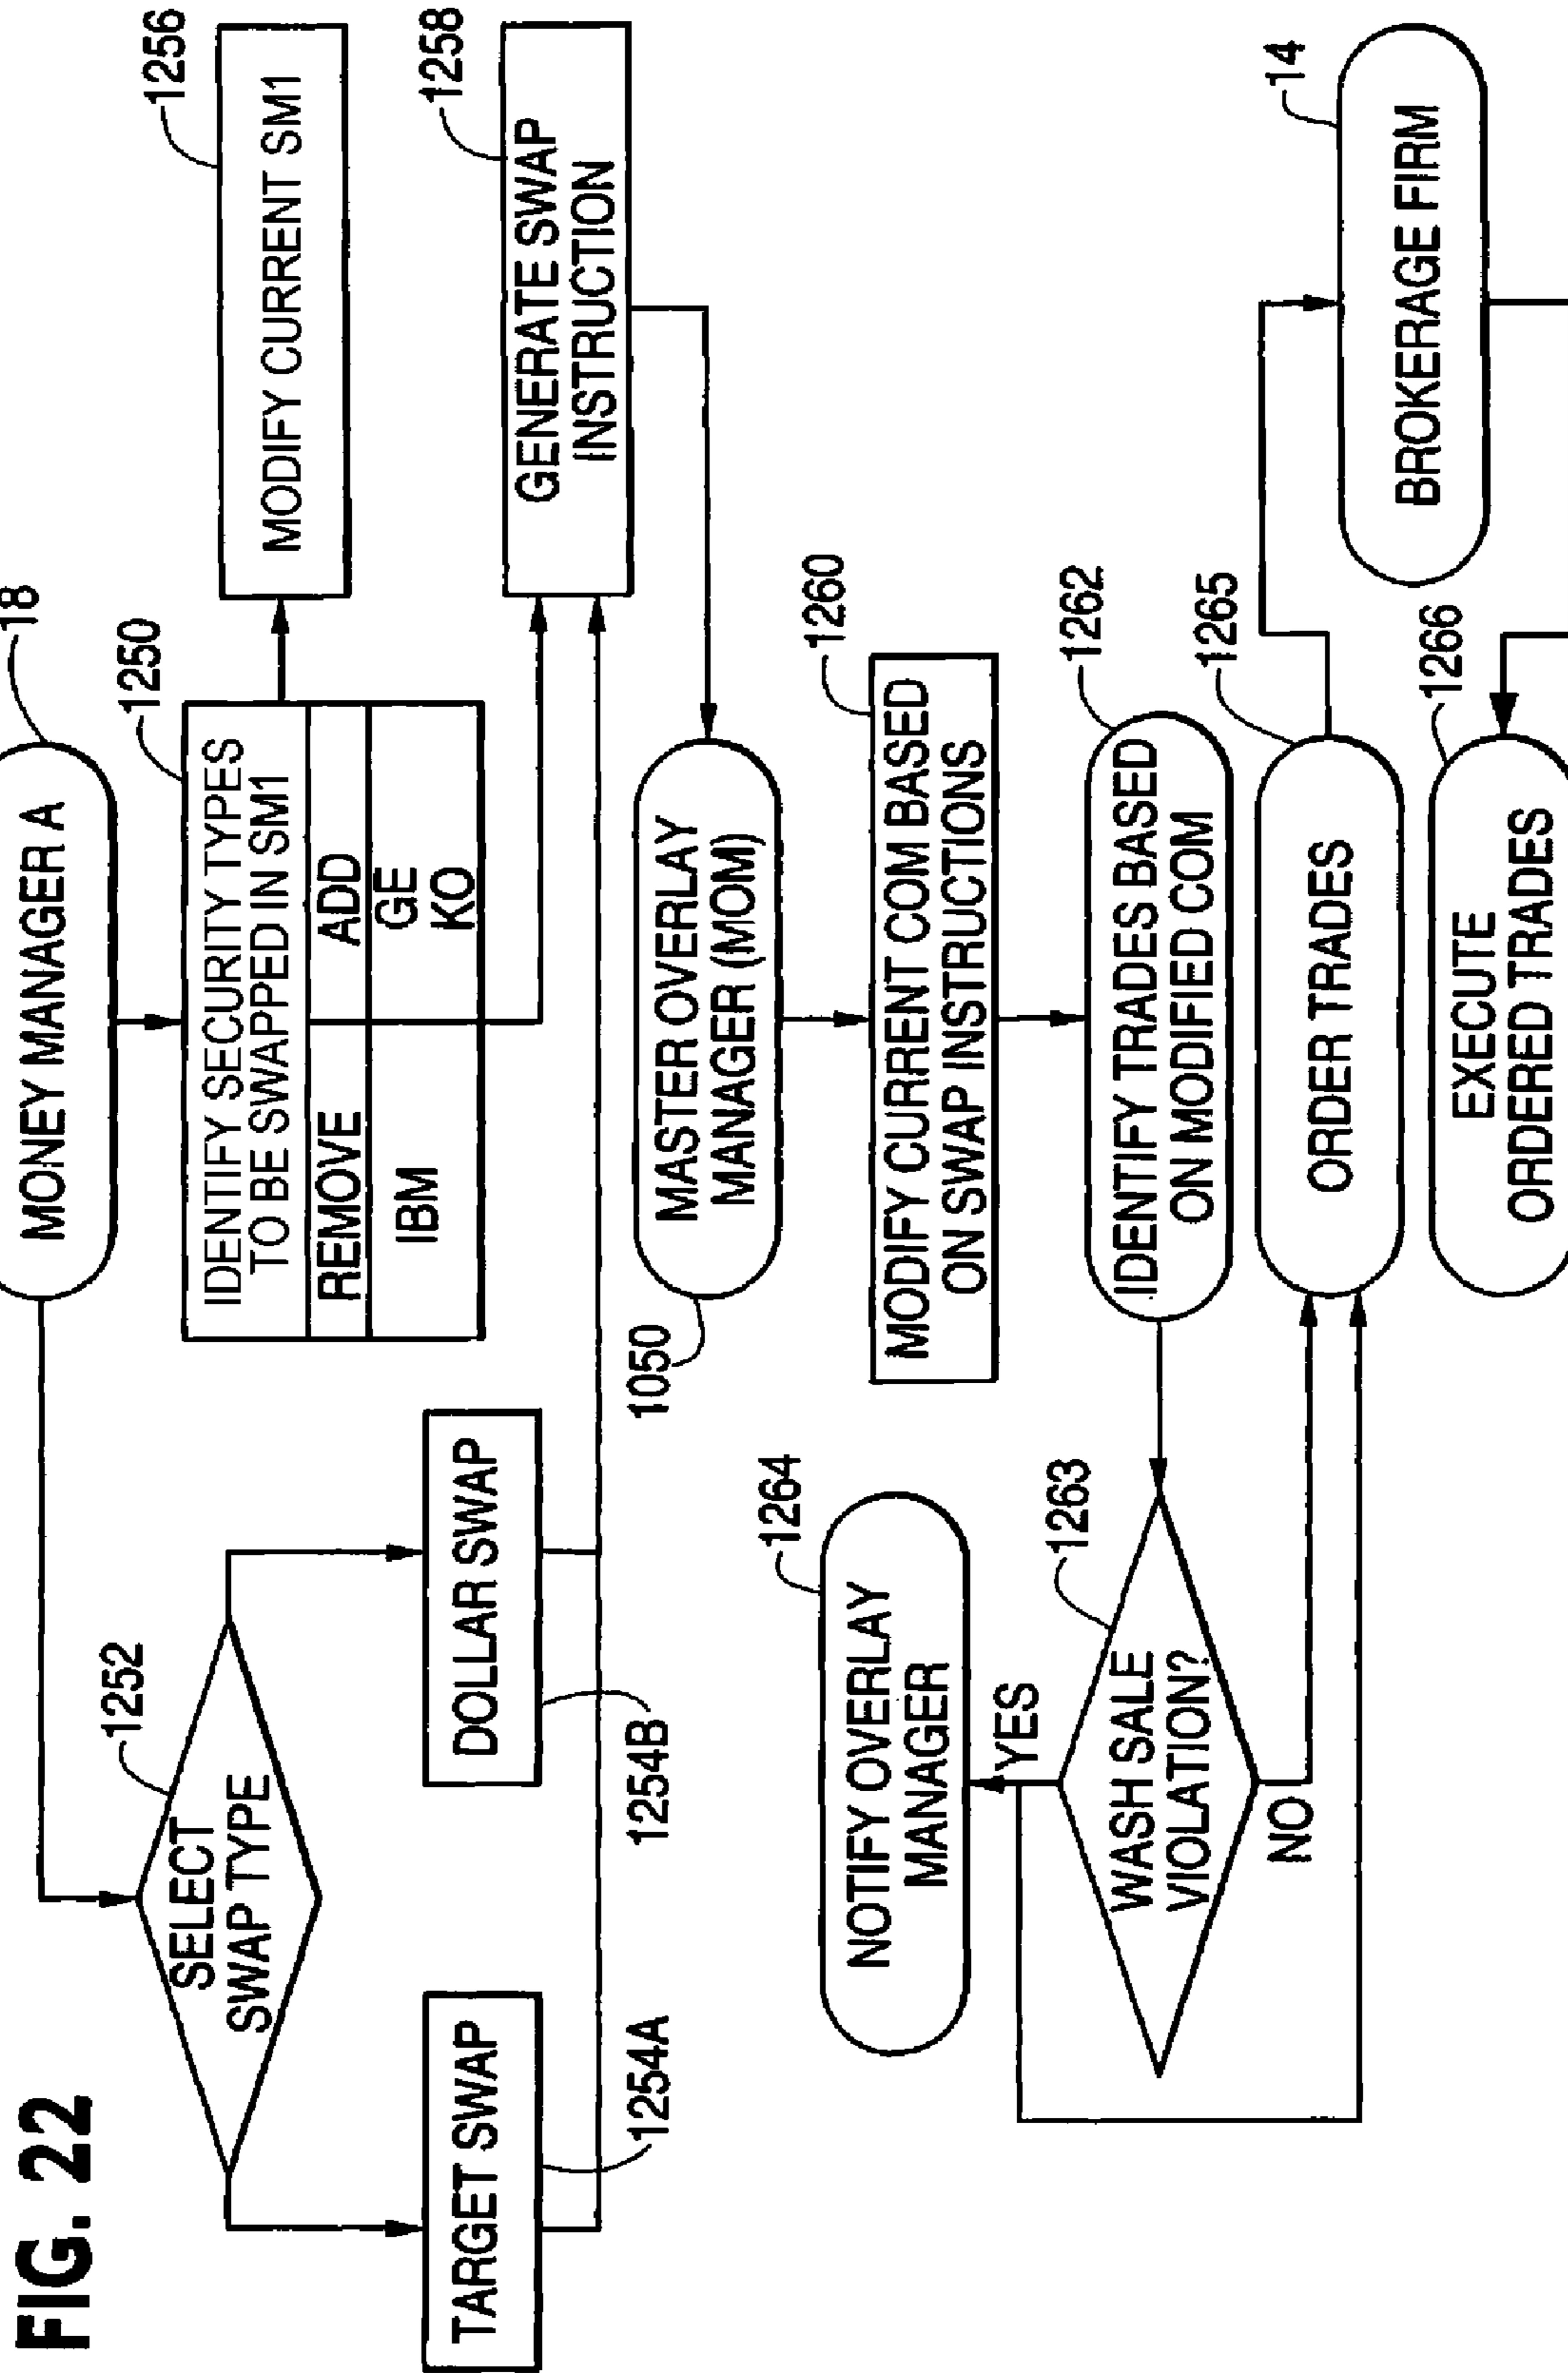 FIG. 22
MONEY MANAGER A
18
SELECT
SWAP TYPE
1252
IDENTIFY SECURITY TYPES
TO BE SWAPPED IN SM1
REMOVE
ADD
IBM
GE
KO
1250
MODIFY CURRENT SM1
1256
TARGET SWAP
1254A
DOLLAR SWAP
1254B
GENERATE SWAP
INSTRUCTION
1258
MASTER OVERLAY
MANAGER (MOM)
1050
MODIFY CURRENT COM BASED
ON SWAP INSTRUCTIONS
1260
NOTIFY OVERLAY
MANAGER
1264
YES
WASH SALE
VIOLATION?
1263
NO
IDENTIFY TRADES BASED
ON MODIFIED COM
1262
ORDER TRADES
1265
BROKERAGE FIRM
14
EXECUTE
ORDERED TRADES
1266